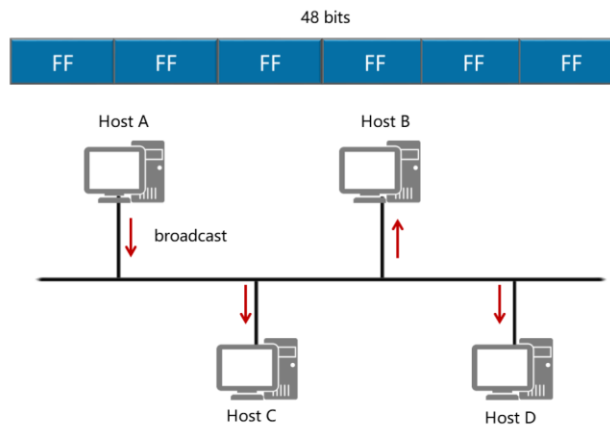 48 bits
FF FF FF FF FF FF
Host A
Host B
broadcast
Host C
Host D